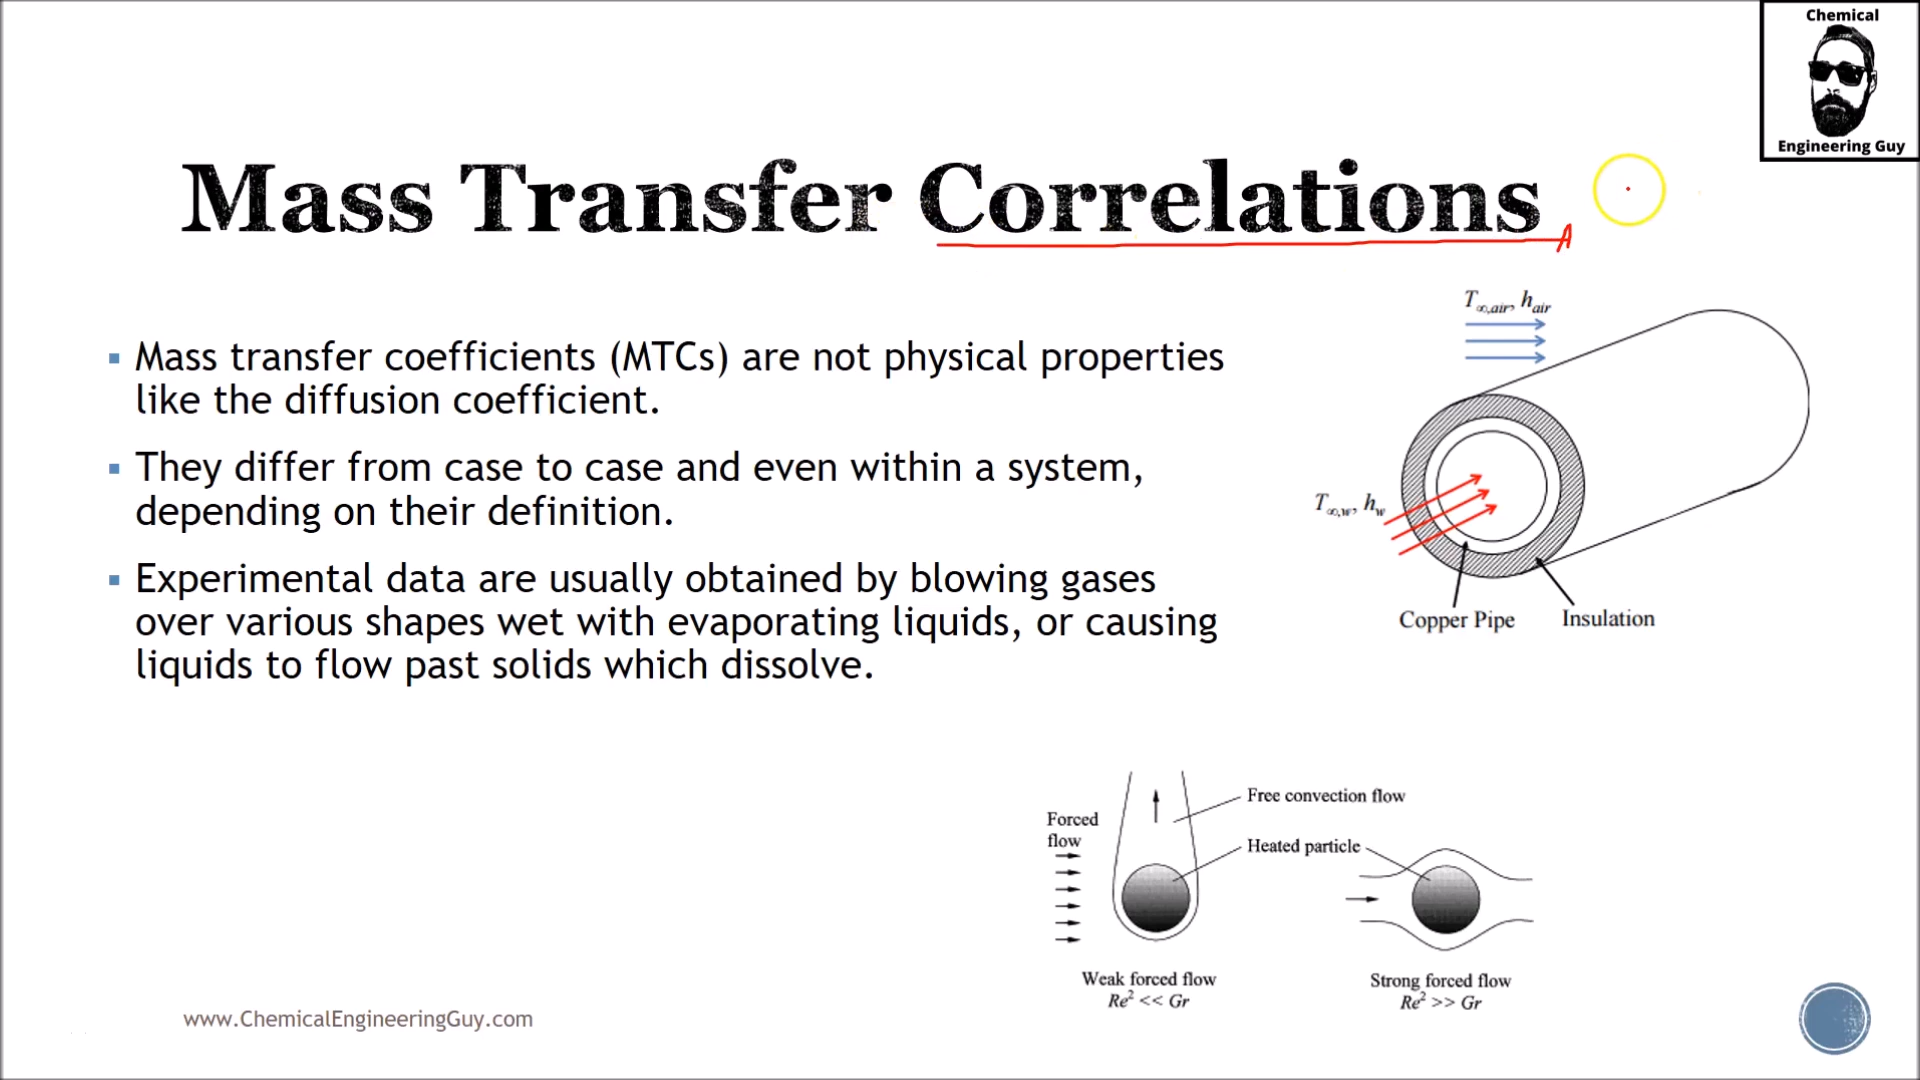 Chemical
Engineering Guy
Mass Transfer Correlations
▪ Mass transfer coefficients (MTCs) are not physical properties
like the diffusion coefficient.
▪ They differ from case to case and even within a system,
depending on their definition.
▪ Experimental data are usually obtained by blowing gases
over various shapes wet with evaporating liquids, or causing
liquids to flow past solids which dissolve.
T∞,air, hair
T∞,w, hw
Copper Pipe
Insulation
Forced
flow
Free convection flow
Heated particle
Weak forced flow
Re² << Gr
Strong forced flow
Re² >> Gr
www.ChemicalEngineeringGuy.com